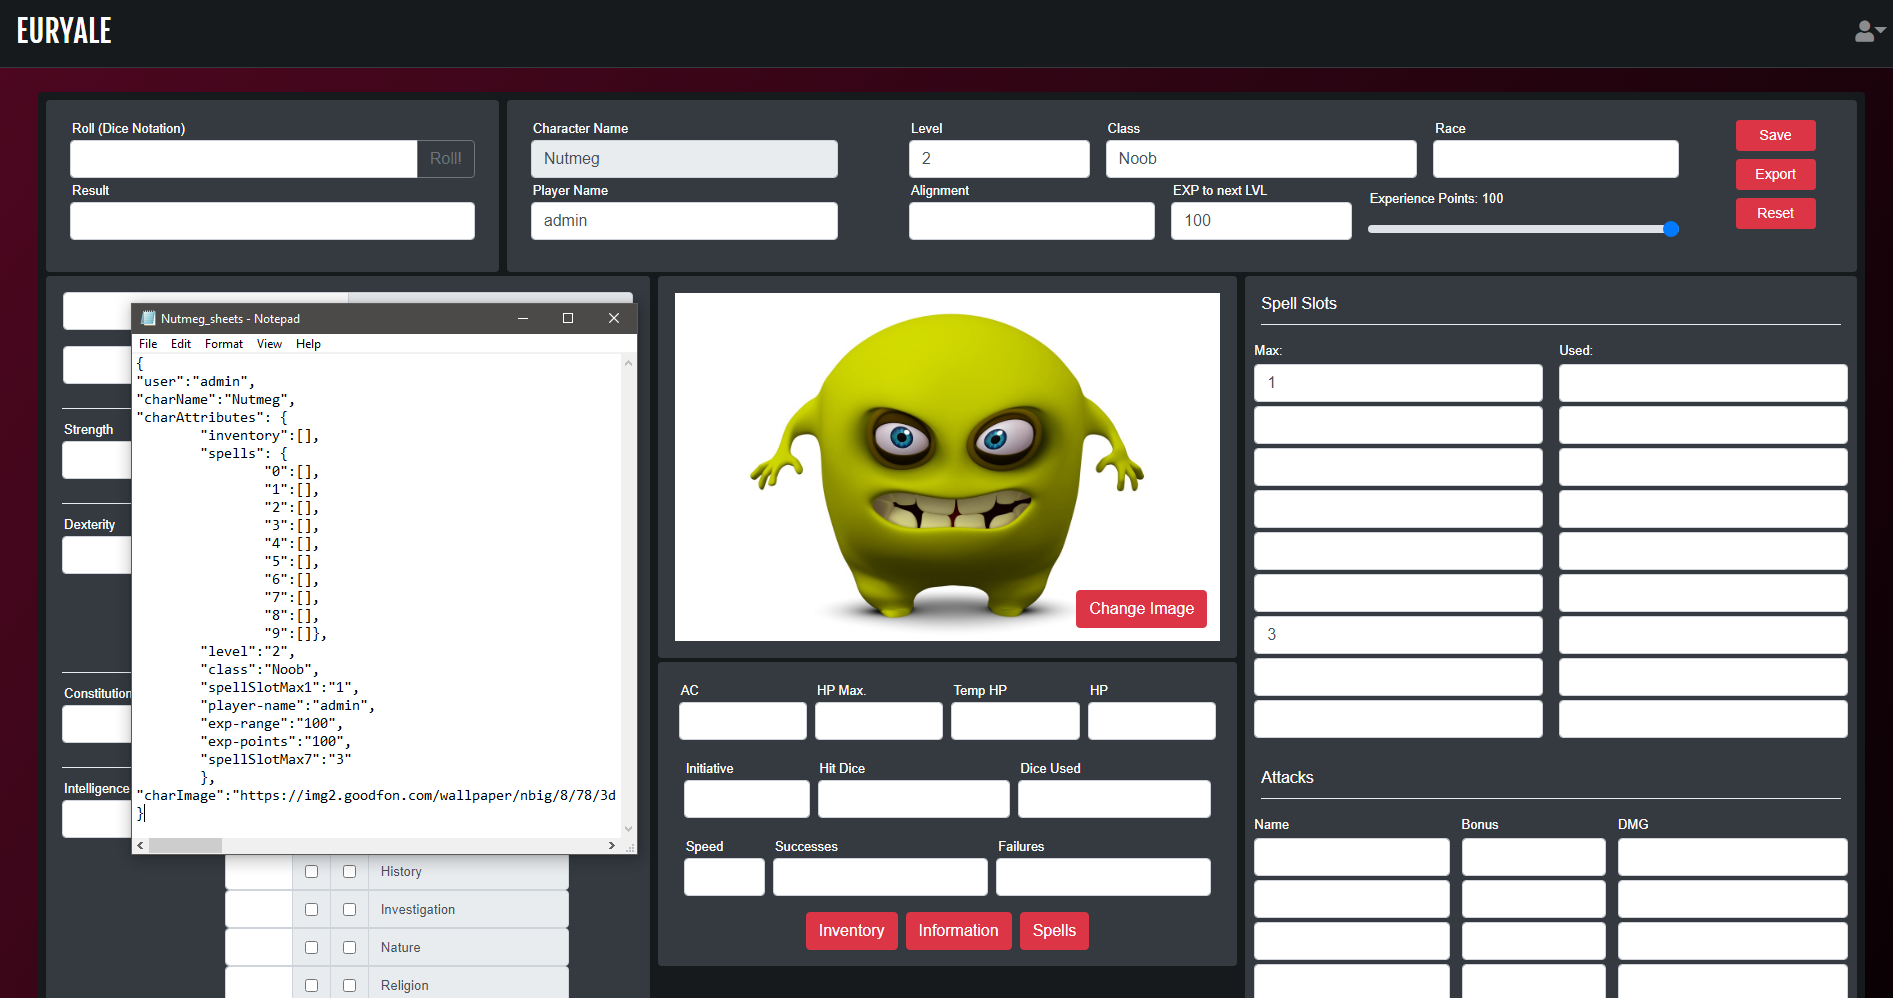 EURYALE
Roll (Dice Notation)
Roll!
Result
Character Name
Nutmeg
Level
2
Class
Noob
Race
Save
Player Name
admin
Alignment
EXP to next LVL
100
Experience Points: 100
Export
Reset
Nutmeg_sheets - Notepad
File Edit Format View Help
{
"user":"admin",
"charName":"Nutmeg",
"charAttributes": {
"inventory":[],
"spells": {
"0":[],
"1":[],
"2":[],
"3":[],
"4":[],
"5":[],
"6":[],
"7":[],
"8":[],
"9":[]},
"level":"2",
"class":"Noob",
"spellSlotMax1":"1",
"player-name":"admin",
"exp-range":"100",
"exp-points":"100",
"spellSlotMax7":"3"
},
"charImage":"https://img2.goodfon.com/wallpaper/nbig/8/78/3d
}
Strength
Dexterity
Constitution
Intelligence
History
Investigation
Nature
Religion
Change Image
AC
HP Max.
Temp HP
HP
Initiative
Hit Dice
Dice Used
Speed
Successes
Failures
Inventory
Information
Spells
Spell Slots
Max:
Used:
1
3
Attacks
Name
Bonus
DMG